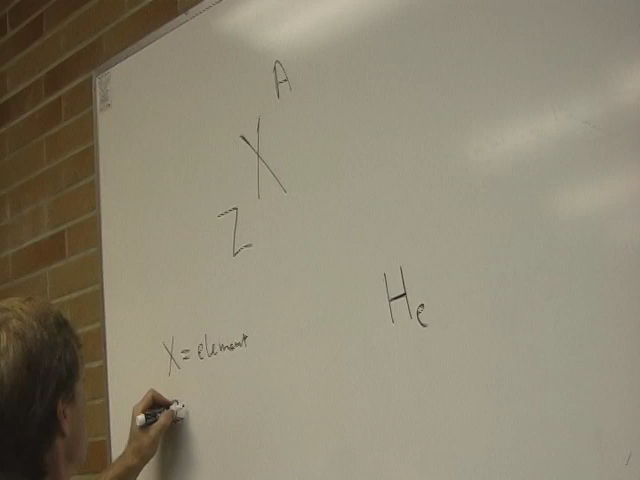 A
X
Z
He
X = element